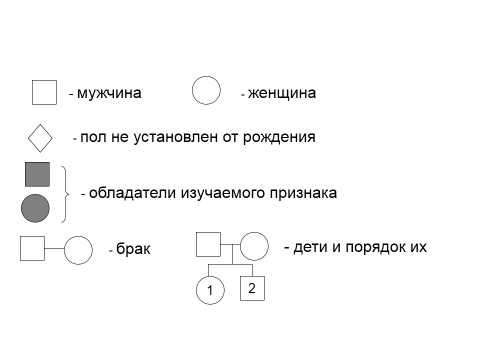 - мужчина
- женщина
- пол не установлен от рождения
- обладатели изучаемого признака
- брак
- дети и порядок их
1
2